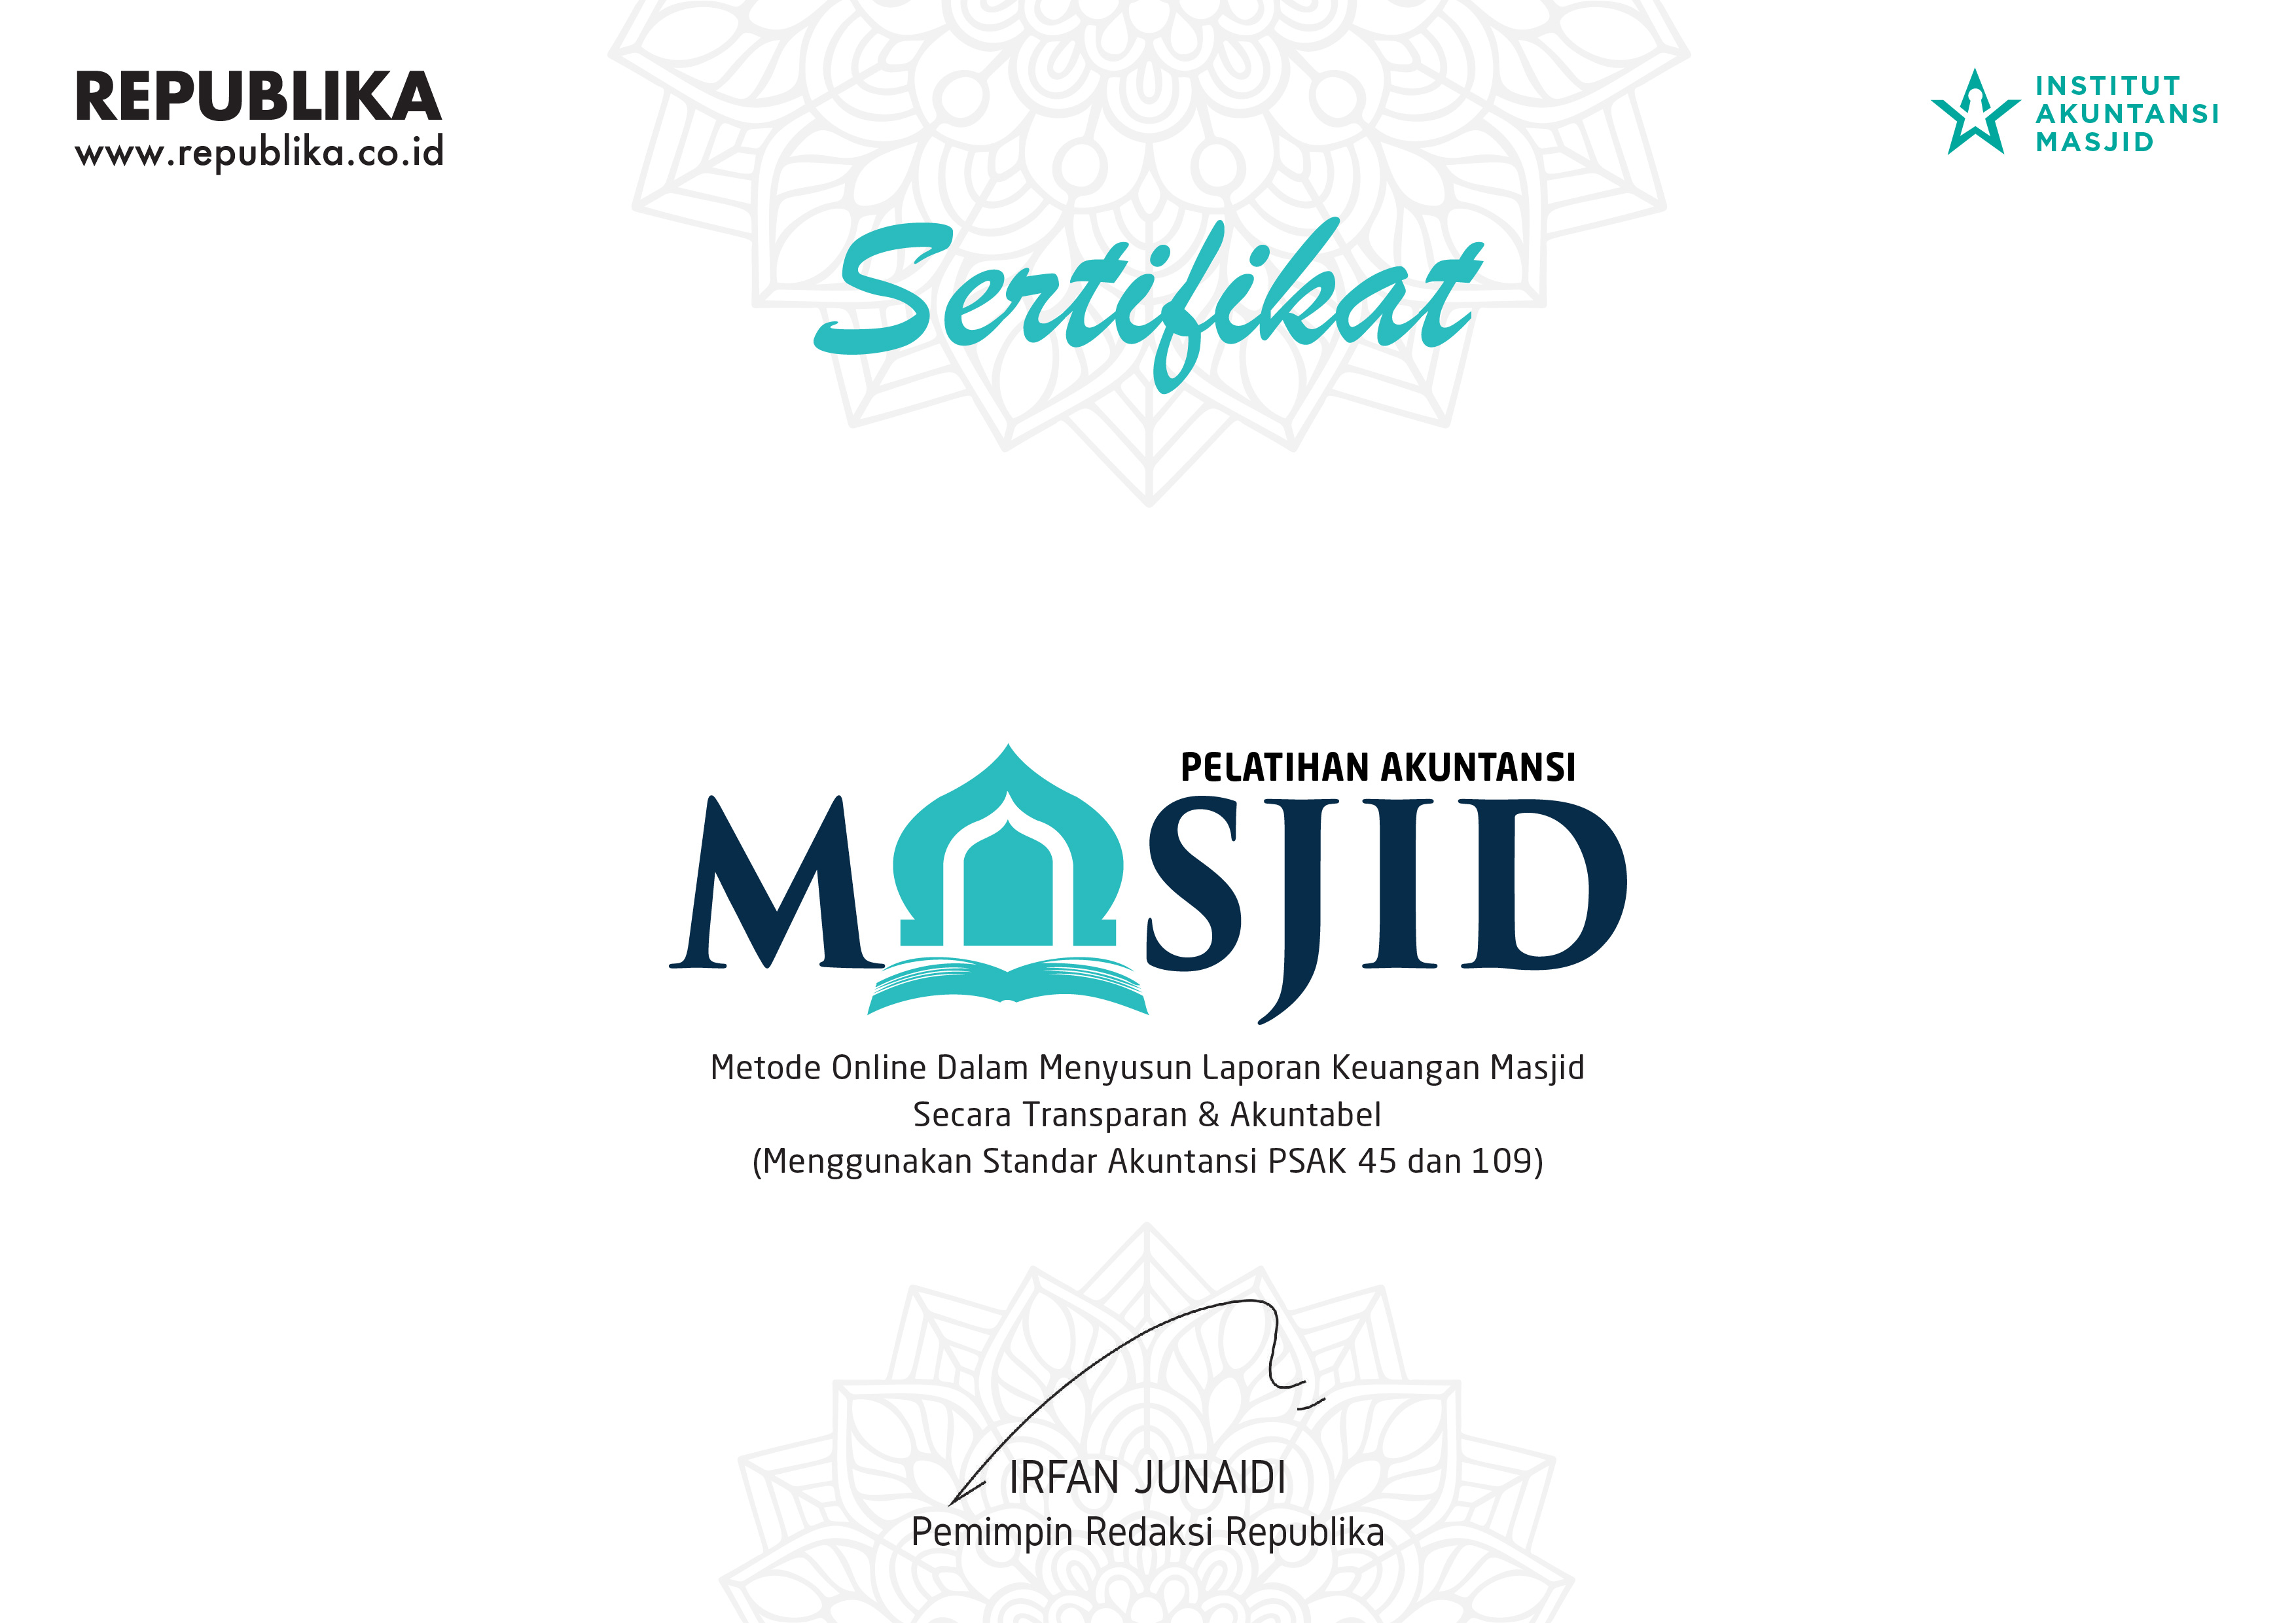 REPUBLIKA
www.republika.co.id
INSTITUT
AKUNTANSI
MASJID
Sertifikat
PELATIHAN AKUNTANSI
MASJID
Metode Online Dalam Menyusun Laporan Keuangan Masjid
Secara Transparan & Akuntabel
(Menggunakan Standar Akuntansi PSAK 45 dan 109)
IRFAN JUNAIDI
Pemimpin Redaksi Republika